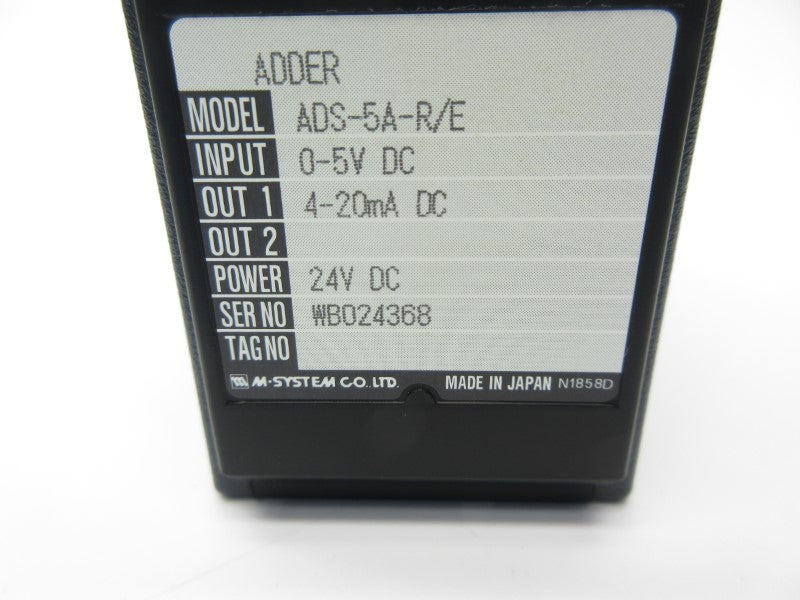 ADDER
MODEL ADS-5A-R/E
INPUT 0-5V DC
OUT 1 4-20mA DC
OUT 2
POWER 24V DC
SER NO WB024368
TAG NO
M-SYSTEM CO.,LTD. MADE IN JAPAN N1858D